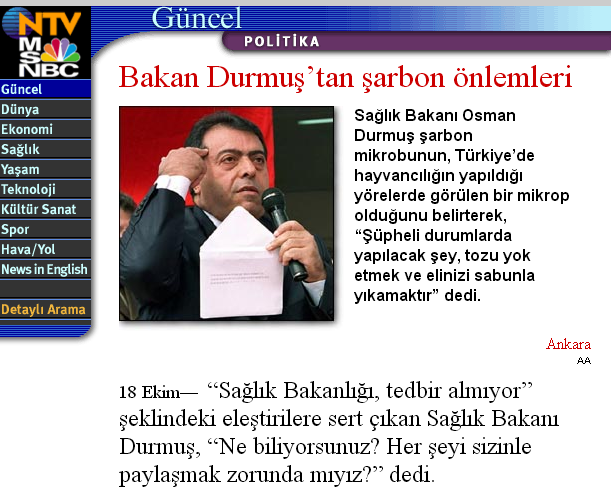 NTV
MSNBC
Güncel
POLİTİKA
Güncel
Dünya
Ekonomi
Sağlık
Yaşam
Teknoloji
Kültür Sanat
Spor
Hava/Yol
News in English
Detaylı Arama
Bakan Durmuş’tan şarbon önlemleri
Sağlık Bakanı Osman
Durmuş şarbon
mikrobunun, Türkiye’de
hayvancılığın yapıldığı
yörelerde görülen bir mikrop
olduğunu belirterek,
“Şüpheli durumlarda
yapılacak şey, tozu yok
etmek ve elinizi sabunla
yıkamaktır” dedi.
Ankara
AA
18 Ekim— “Sağlık Bakanlığı, tedbir almıyor”
şeklindeki eleştirilere sert çıkan Sağlık Bakanı
Durmuş, “Ne biliyorsunuz? Her şeyi sizinle
paylaşmak zorunda mıyız?” dedi.